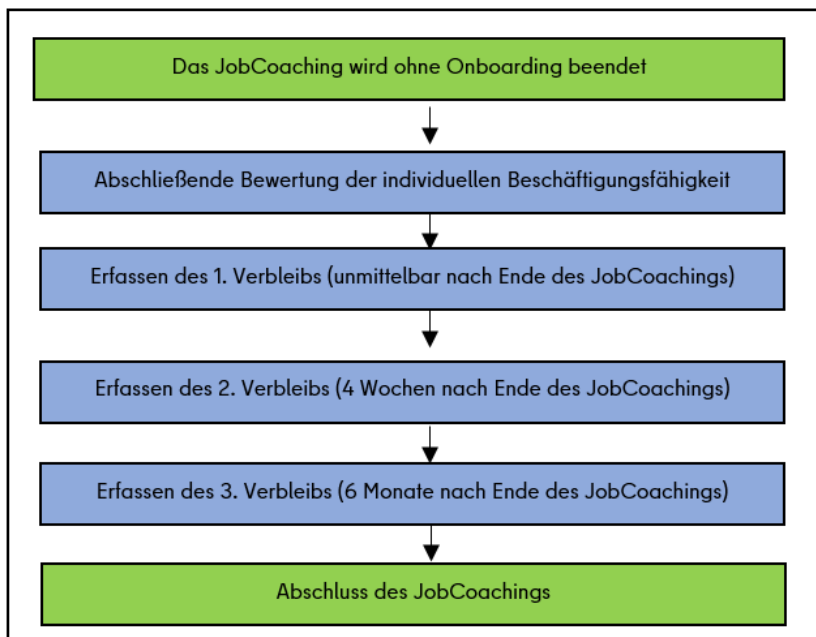 Das JobCoaching wird ohne Onboarding beendet
Abschließende Bewertung der individuellen Beschäftigungsfähigkeit
Erfassen des 1. Verbleibs (unmittelbar nach Ende des JobCoachings)
Erfassen des 2. Verbleibs (4 Wochen nach Ende des JobCoachings)
Erfassen des 3. Verbleibs (6 Monate nach Ende des JobCoachings)
Abschluss des JobCoachings